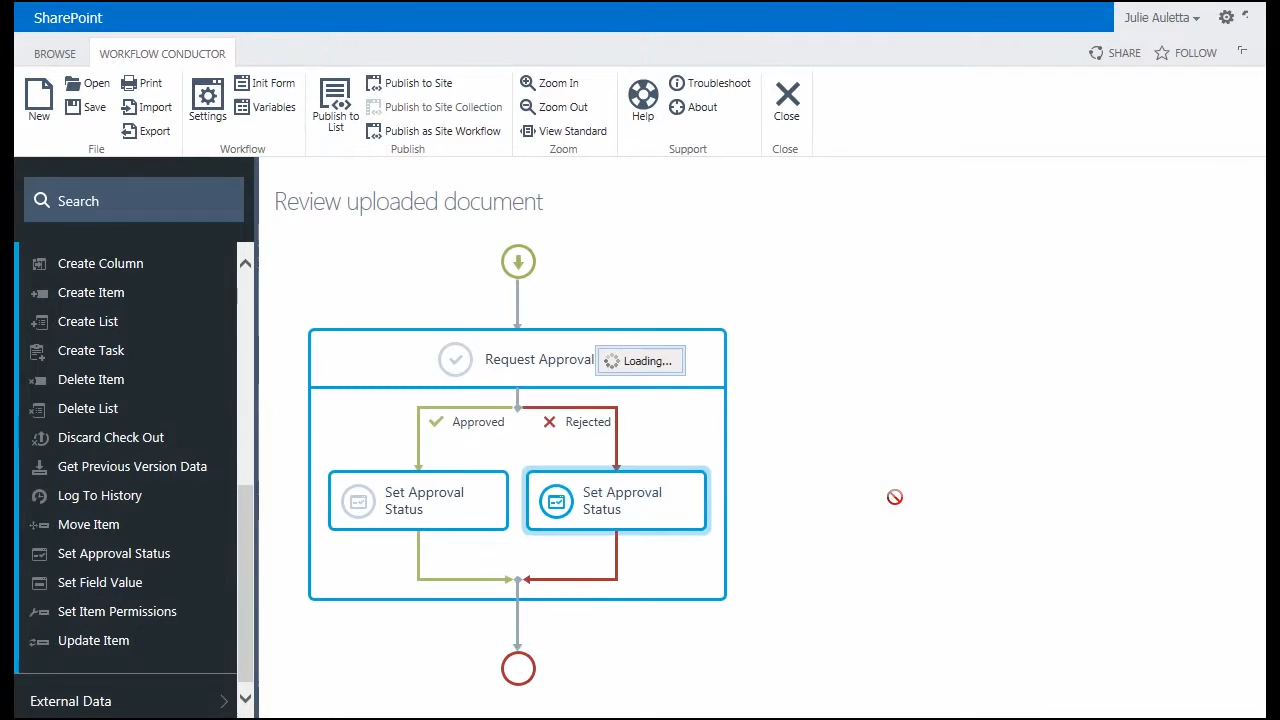 SharePoint
Julie Auletta
BROWSE
WORKFLOW CONDUCTOR
SHARE
FOLLOW
New
Open
Save
Print
Import
Export
File
Settings
Init Form
Variables
Workflow
Publish to
List
Publish to Site
Publish to Site Collection
Publish as Site Workflow
Publish
Zoom In
Zoom Out
View Standard
Zoom
Help
Troubleshoot
About
Support
Close
Close
Search
Create Column
Create Item
Create List
Create Task
Delete Item
Delete List
Discard Check Out
Get Previous Version Data
Log To History
Move Item
Set Approval Status
Set Field Value
Set Item Permissions
Update Item
External Data
Review uploaded document
Request Approval
Loading...
Approved
Rejected
Set Approval
Status
Set Approval
Status